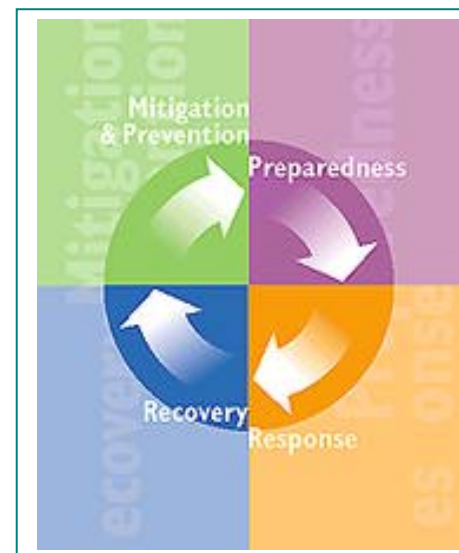 Mitigation
& Prevention
Preparedness
Recovery
Response